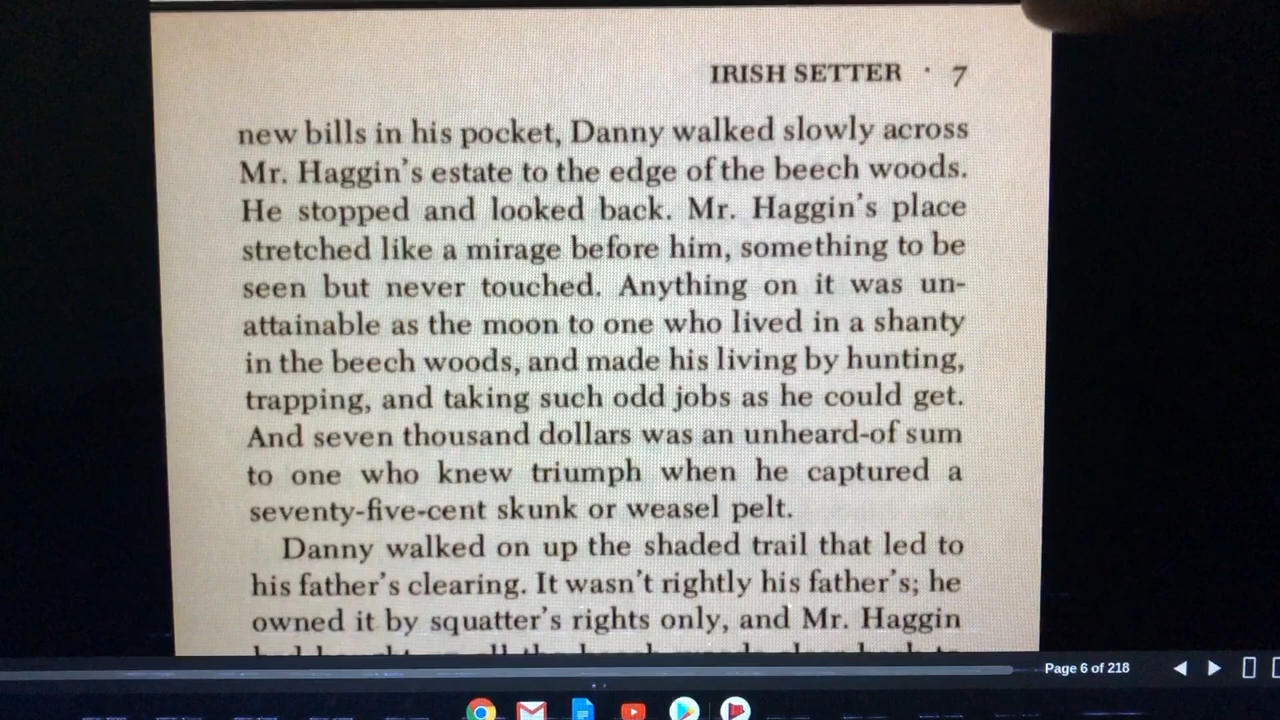 IRISH SETTER · 7
new bills in his pocket, Danny walked slowly across
Mr. Haggin's estate to the edge of the beech woods.
He stopped and looked back. Mr. Haggin's place
stretched like a mirage before him, something to be
seen but never touched. Anything on it was un-
attainable as the moon to one who lived in a shanty
in the beech woods, and made his living by hunting,
trapping, and taking such odd jobs as he could get.
And seven thousand dollars was an unheard-of sum
to one who knew triumph when he captured a
seventy-five-cent skunk or weasel pelt.
Danny walked on up the shaded trail that led to
his father's clearing. It wasn't rightly his father's; he
owned it by squatter's rights only, and Mr. Haggin
Page 6 of 218